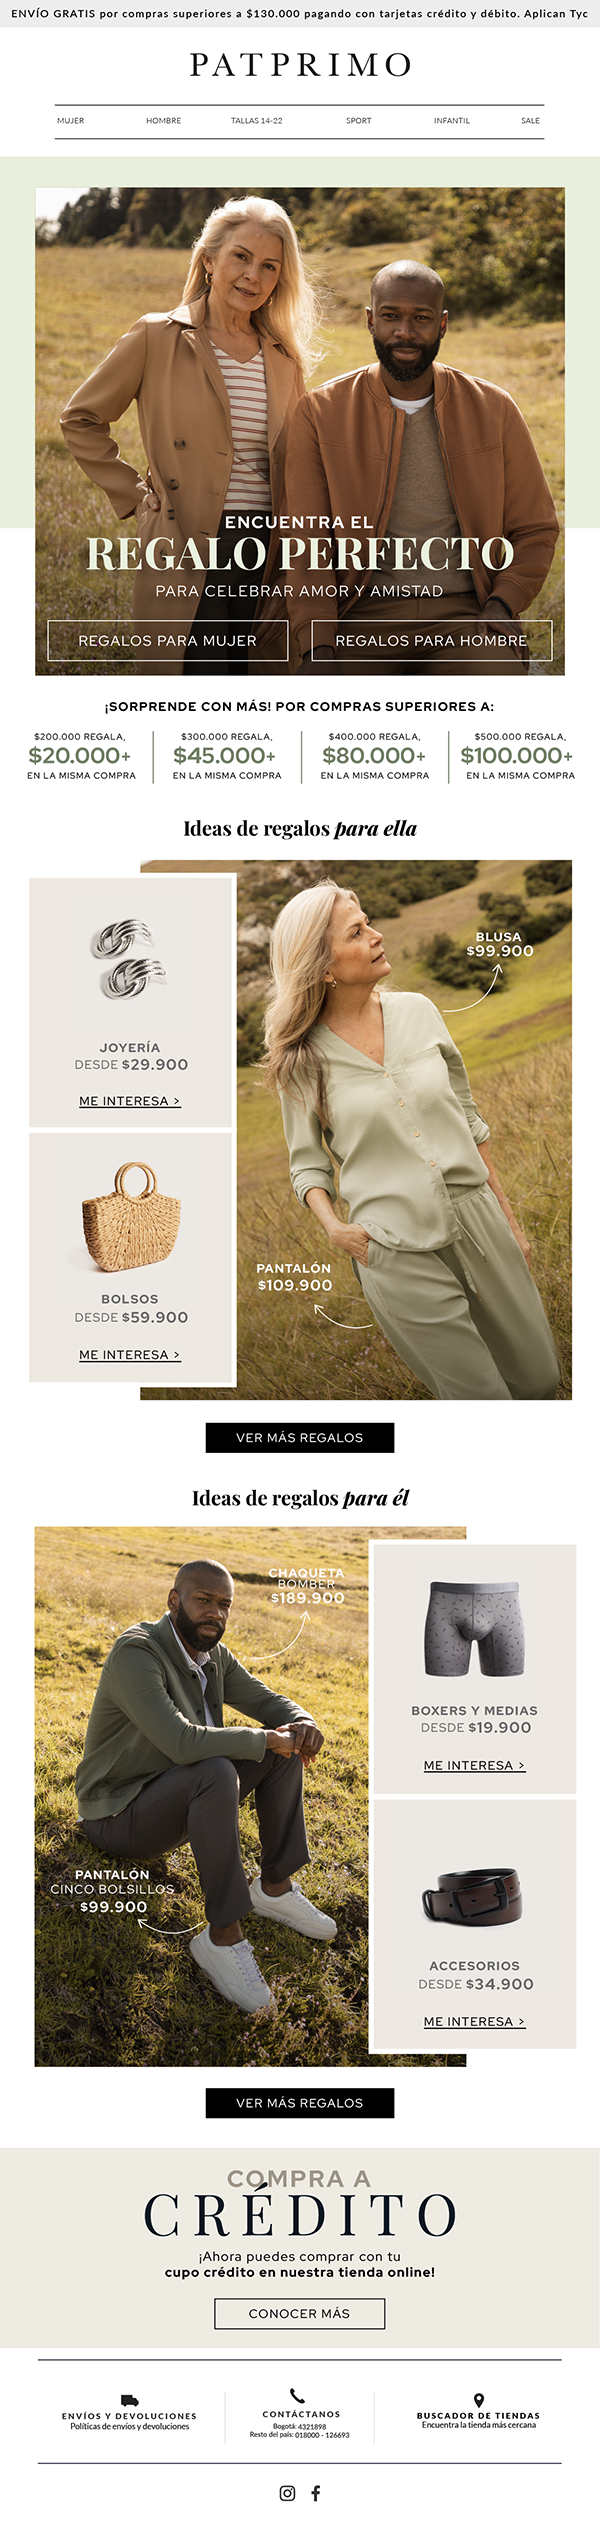 ENVÍO GRATIS por compras superiores a $130.000 pagando con tarjetas crédito y débito. Aplican Tyc
PATPRIMO
MUJER HOMBRE TALLAS 14-22 SPORT INFANTIL SALE
ENCUENTRA EL
REGALO PERFECTO
PARA CELEBRAR AMOR Y AMISTAD
REGALOS PARA MUJER REGALOS PARA HOMBRE
¡SORPRENDE CON MÁS! POR COMPRAS SUPERIORES A:
$200.000 REGALA, $300.000 REGALA, $400.000 REGALA, $500.000 REGALA,
$20.000+ $45.000+ $80.000+ $100.000+
EN LA MISMA COMPRA EN LA MISMA COMPRA EN LA MISMA COMPRA EN LA MISMA COMPRA
Ideas de regalos para ella
BLUSA
$99.900
JOYERÍA
DESDE $29.900
ME INTERESA >
BOLSOS
DESDE $59.900
ME INTERESA >
PANTALÓN
$109.900
VER MÁS REGALOS
Ideas de regalos para él
CHAQUETA
BOMBER
$189.900
BOXERS Y MEDIAS
DESDE $19.900
ME INTERESA >
PANTALÓN
CINCO BOLSILLOS
$99.900
ACCESORIOS
DESDE $34.900
ME INTERESA >
VER MÁS REGALOS
COMPRA A
CRÉDITO
¡Ahora puedes comprar con tu
cupo crédito en nuestra tienda online!
CONOCER MÁS
ENVÍOS Y DEVOLUCIONES
Políticas de envíos y devoluciones
CONTÁCTANOS
Bogotá: 4321898
Resto del país: 018000 - 126693
BUSCADOR DE TIENDAS
Encuentra la tienda más cercana